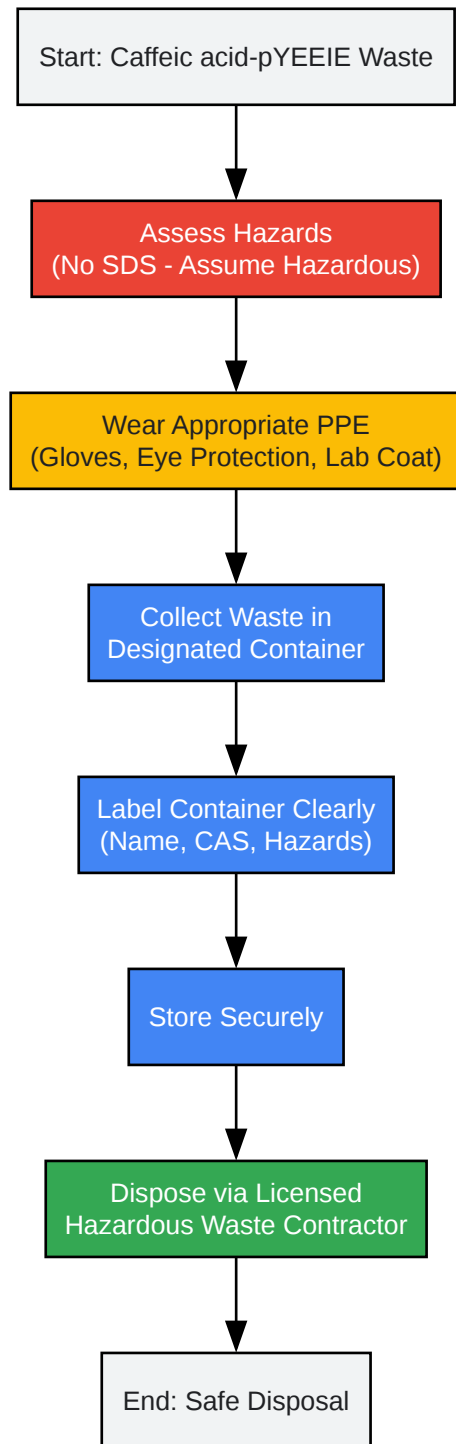 Start: Caffeic acid-pYEEIE Waste
Assess Hazards
(No SDS - Assume Hazardous)
Wear Appropriate PPE
(Gloves, Eye Protection, Lab Coat)
Collect Waste in
Designated Container
Label Container Clearly
(Name, CAS, Hazards)
Store Securely
Dispose via Licensed
Hazardous Waste Contractor
End: Safe Disposal